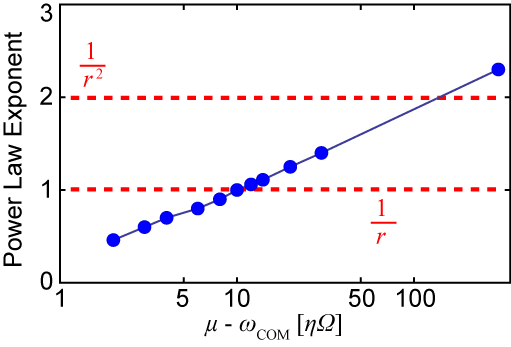 3
1
r²
2
Power Law Exponent
1
1
r
0
1 5 10 50 100
μ - ω_COM [ηΩ]